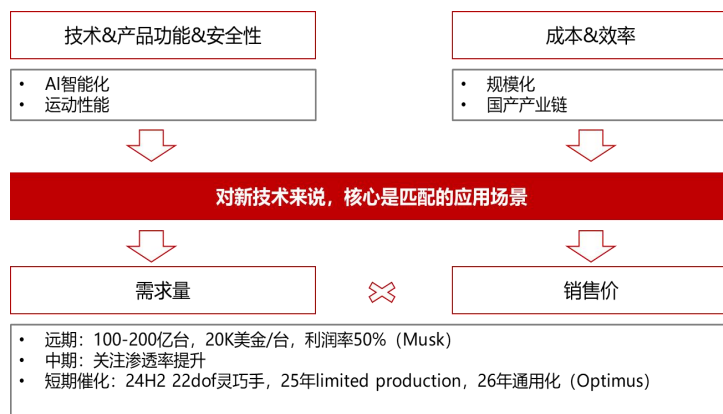 技术&产品功能&安全性
• AI智能化
• 运动性能
成本&效率
• 规模化
• 国产产业链
对新技术来说，核心是匹配的应用场景
需求量
销售价
• 远期：100-200亿台，20K美金/台，利润率50%（Musk）
• 中期：关注渗透率提升
• 短期催化：24H2 22dof灵巧手，25年limited production，26年通用化（Optimus）